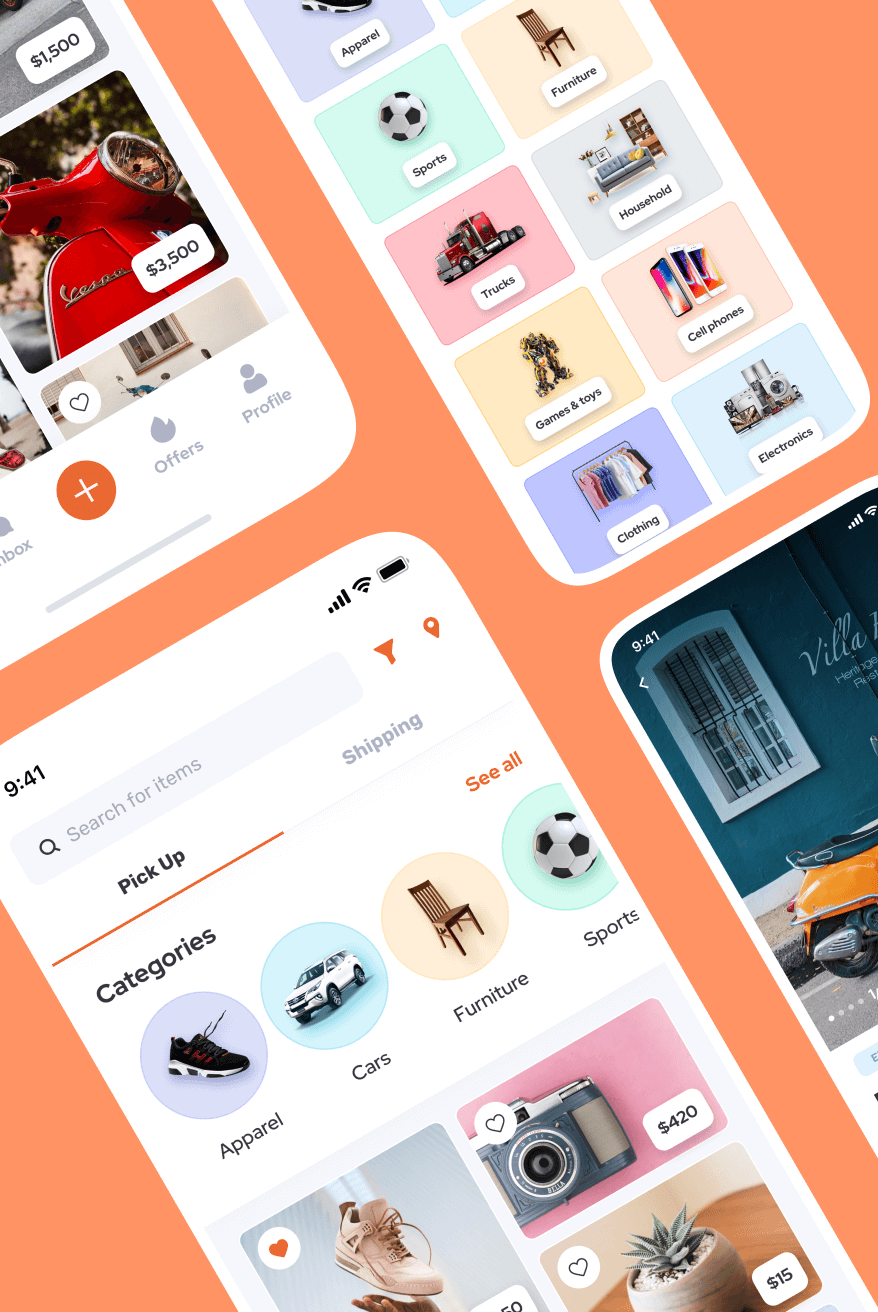 $1,500
Vespa
$3,500
Offers
Profile
Apparel
Furniture
Sports
Household
Trucks
Cell phones
Games & toys
Electronics
Clothing
9:41
Search for items
Pick Up
Shipping
Categories
See all
Apparel
Cars
Furniture
Sports
$420
$15
9:41
Villa